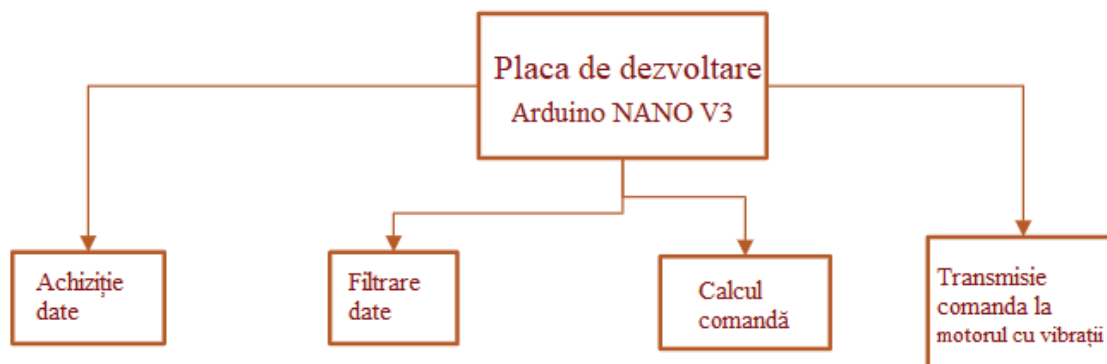 Placa de dezvoltare
Arduino NANO V3
Achiziție
date
Filtrare
date
Calcul
comandă
Transmisie
comanda la
motorul cu vibrații